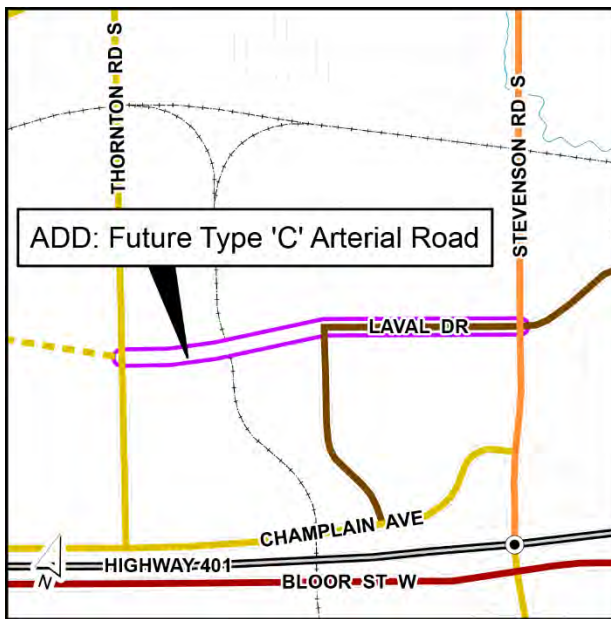 THORNTON RD S
STEVENSON RD S
ADD: Future Type 'C' Arterial Road
LAVAL DR
CHAMPLAIN AVE
HIGHWAY 401
BLOOR ST W
N